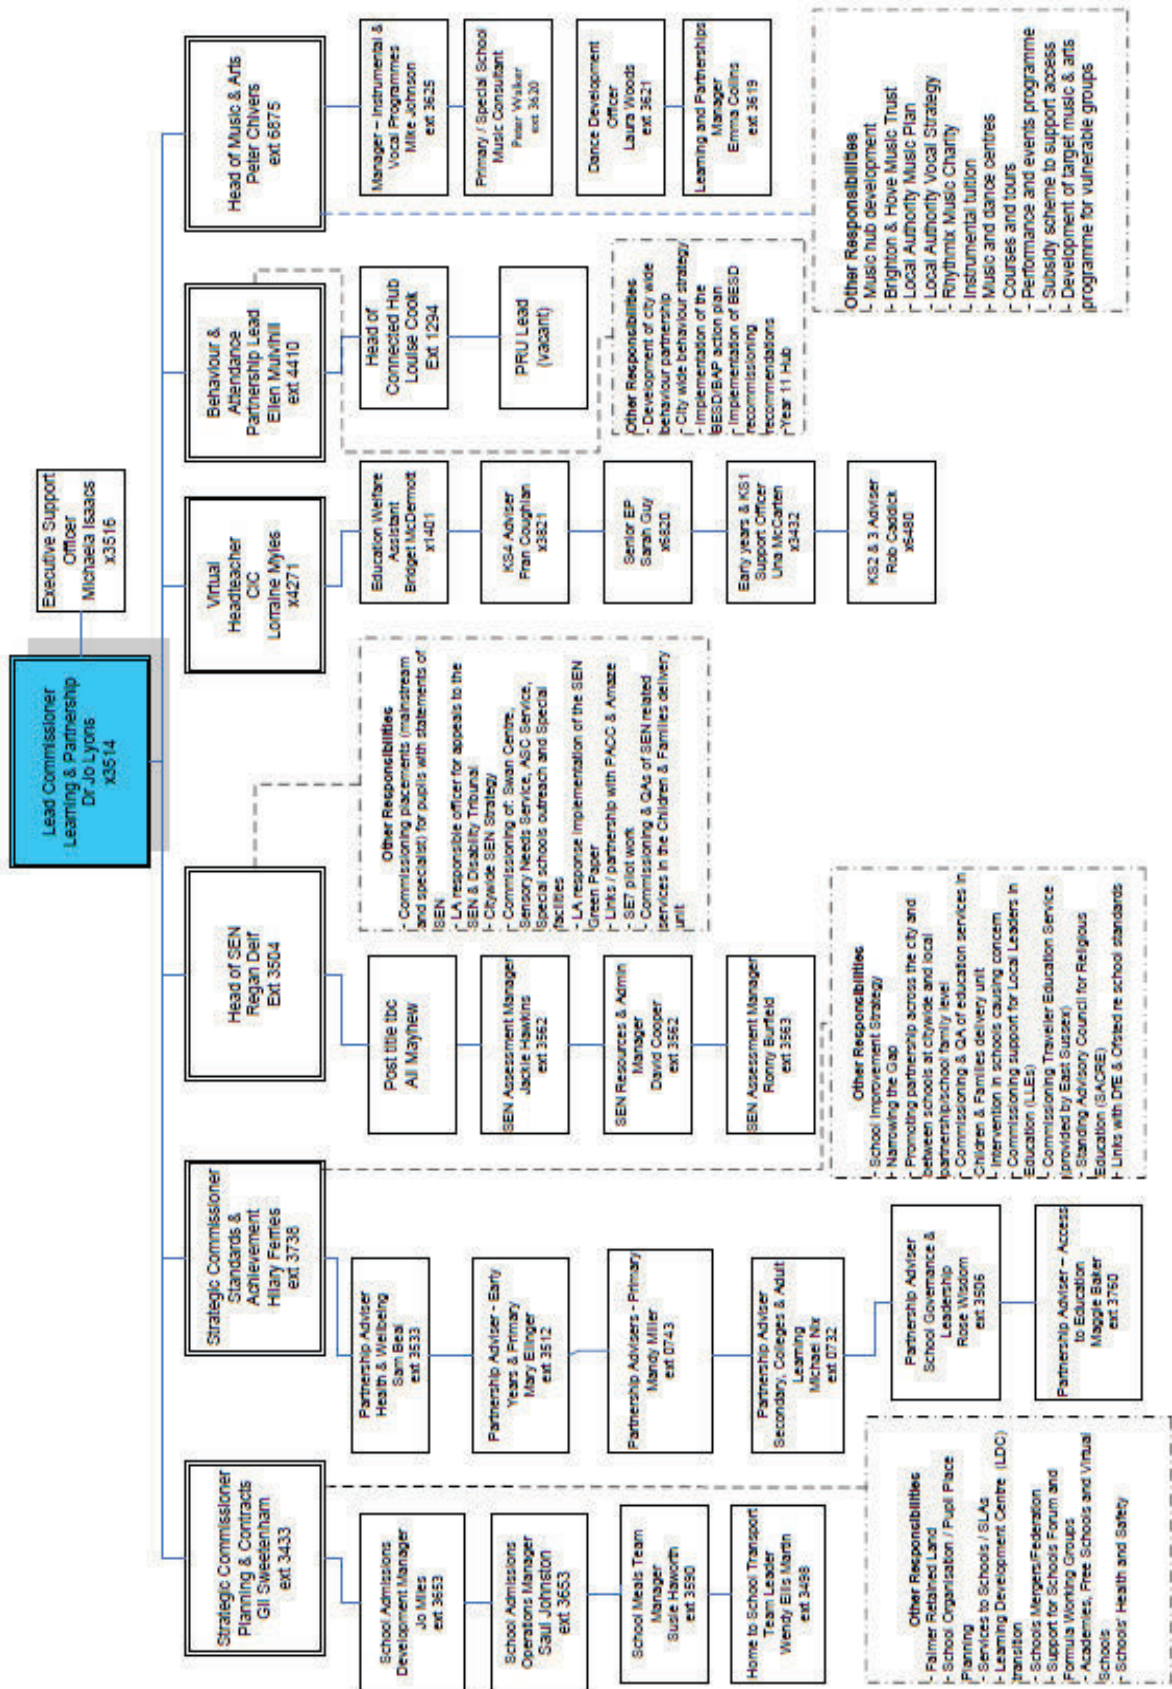 Lead Commissioner
Learning & Partnership
Dr Jo Lyons
x3514
Executive Support
Officer
Michaela Isaacs
x3516
Strategic Commissioner
Planning & Contracts
Gil Sweetenham
ext 3433
School Admissions
Development Manager
Jo Miles
ext 3653
School Admissions
Operations Manager
Saul Johnston
ext 3653
School Meals Team
Manager
Susie Haworth
ext 3590
Home to School Transport
Team Leader
Wendy Ellis Martin
ext 3498
Other Responsibilities
- Falmer Retained Land
- School Organisation / Pupil Place
Planning
- Services to Schools / SLAs
- Learning Development Centre (LDC)
transition
- Schools Mergers/Federation
- Support for Schools Forum and
Formula Working Groups
- Academies, Free Schools and Virtual
Schools
- Schools' Health and Safety
Strategic Commissioner
Standards &
Achievement
Hilary Ferries
ext 3738
Partnership Adviser
Health & Wellbeing
Sam Beal
ext 3533
Partnership Adviser - Early
Years & Primary
Mary Ellinger
ext 3512
Partnership Advisers - Primary
Mandy Miller
ext 0743
Partnership Adviser
Secondary, Colleges & Adult
Learning
Michael Nix
ext 0732
Partnership Adviser
School Governance &
Leadership
Rose Wisdom
ext 3506
Partnership Adviser – Access
to Education
Maggie Baker
ext 3760
Other Responsibilities
- School Improvement Strategy
- Narrowing the Gap
- Promoting partnership across the city and
between schools at citywide and local
partnership/school family level
- Commissioning & QA of education services in
Children & Families delivery unit
- Intervention in schools causing concern
- Commissioning support for Local Leaders in
Education (LLEs)
- Commissioning Traveller Education Service
(provided by East Sussex)
- Standing Advisory Council for Religious
Education (SACRE)
- Links with DfE & Ofsted re school standards
Head of SEN
Regan Delf
Ext 3504
Post title tbc
Ali Mayhew
SEN Assessment Manager
Jackie Hawkins
ext 3562
SEN Resources & Admin
Manager
David Cooper
ext 3562
SEN Assessment Manager
Ronny Burfield
ext 3563
Other Responsibilities
- Commissioning placements (mainstream
and specialist) for pupils with statements of
SEN
- LA responsible officer for appeals to the
SEN & Disability Tribunal
- Citywide SEN Strategy
- Commissioning of: Swan Centre,
Sensory Needs Service, ASC Service,
Special schools outreach and Special
facilities
- LA response Implementation of the SEN
Green Paper
- Links / partnership with PACC & Amaze
- SE7 pilot work
- Commissioning & QAs of SEN related
services in the Children & Families delivery
unit
Virtual
Headteacher
CIC
Lorraine Myles
x4271
Education Welfare
Assistant
Bridget McDermott
x1401
KS4 Adviser
Fran Coughlan
x3821
Senior EP
Sarah Guy
x5820
Early years & KS1
Support Officer
Una McCarten
x3432
KS2 & 3 Adviser
Rob Caddick
x6480
Behaviour &
Attendance
Partnership Lead
Ellen Mulvihill
ext 4410
Head of
Connected Hub
Louise Cook
Ext 1294
PRU Lead
(vacant)
Other Responsibilities
- Development of city wide
behaviour partnership
- City wide behaviour strategy
- Implementation of the
BESD/BAP action plan
- Implementation of BESD
recommissioning
recommendations
- Year 11 Hub
Head of Music & Arts
Peter Chivers
ext 6875
Manager – Instrumental &
Vocal Programmes
Mike Johnson
ext 3625
Primary / Special School
Music Consultant
Peter Walker
ext 3620
Dance Development
Officer
Laura Woods
ext 3621
Learning and Partnerships
Manager
Emma Collins
ext 3619
Other Responsibilities
- Music hub development
- Brighton & Hove Music Trust
- Local Authority Music Plan
- Local Authority Vocal Strategy
- Rhythmix Music Charity
- Instrumental tuition
- Music and dance centres
- Courses and tours
- Performance and events programme
- Subsidy scheme to support access
- Development of target music & arts
programme for vulnerable groups